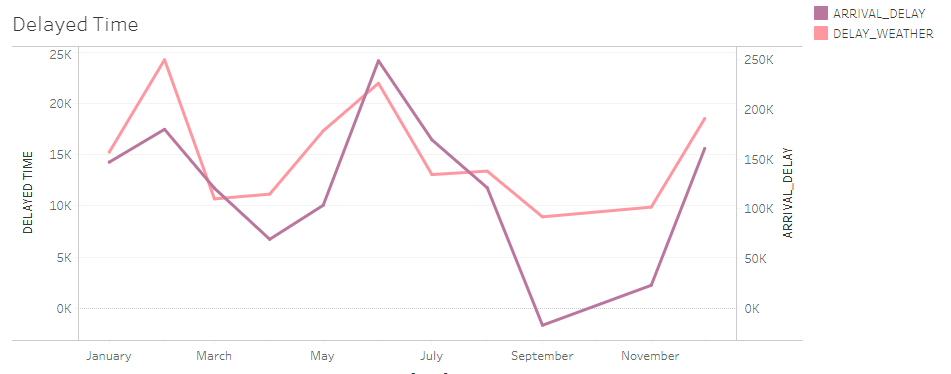 Delayed Time
ARRIVAL_DELAY
DELAY_WEATHER
25K
20K
15K
10K
5K
0K
DELAYED TIME
250K
200K
150K
100K
50K
0K
ARRIVAL_DELAY
January
March
May
July
September
November